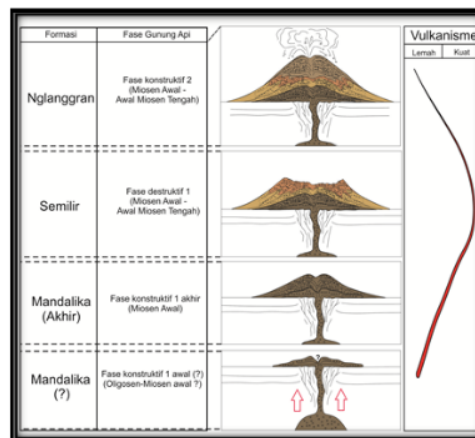 Formasi
Fase Gunung Api
Vulkanisme
Lemah
Kuat
Nglanggran
Fase konstruktif 2
(Miosen Awal -
Awal Miosen Tengah)
Semilir
Fase destruktif 1
(Miosen Awal -
Awal Miosen Tengah)
Mandalika
(Akhir)
Fase konstruktif 1 akhir
(Miosen Awal)
Mandalika
(?)
Fase konstruktif 1 awal (?)
(Oligosen-Miosen awal ?)
?